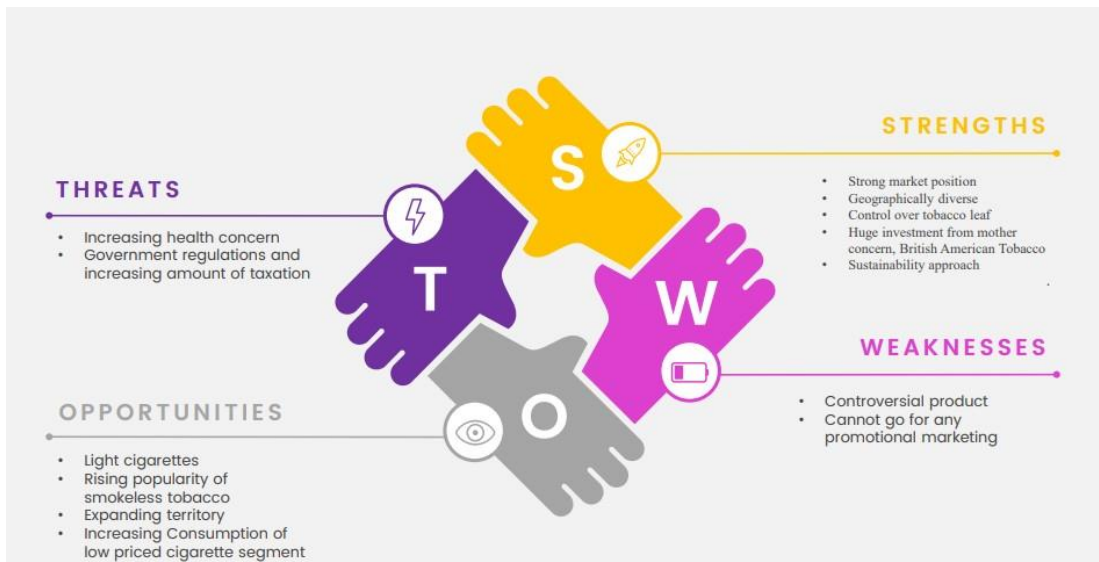 STRENGTHS
• Strong market position
• Geographically diverse
• Control over tobacco leaf
• Huge investment from mother
concern, British American Tobacco
• Sustainability approach
.
S
THREATS
• Increasing health concern
• Government regulations and
increasing amount of taxation
T
W
WEAKNESSES
• Controversial product
• Cannot go for any
promotional marketing
OPPORTUNITIES
• Light cigarettes
• Rising popularity of
smokeless tobacco
• Expanding territory
• Increasing Consumption of
low priced cigarette segment
O